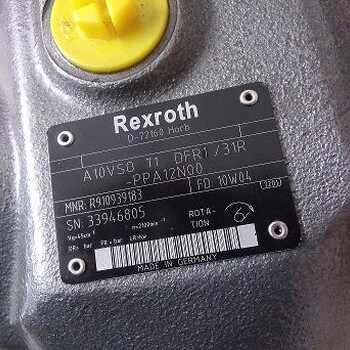 Rexroth
D-72160 Horb
A10VSO 71 DFR1 /31R
-PPA12N00
MNR: R910939183
FD: 10W04
SN: 33946805
ROTA-
TION
MADE IN GERMANY